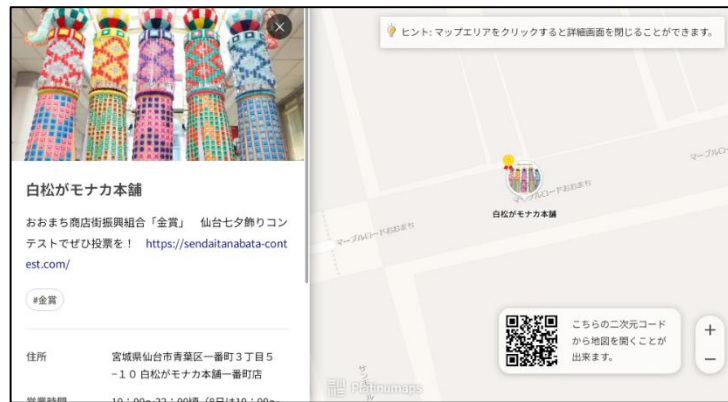 白松がモナカ本舗
おおまち商店街振興組合「金賞」　仙台七夕飾りコン
テストでぜひ投票を！　https://sendaitanabata-cont
est.com/
#金賞
住所
宮城県仙台市青葉区一番町３丁目５
−１０ 白松がモナカ本舗一番町店
ヒント: マップエリアをクリックすると詳細画面を閉じることができます。
マーブルロードおおまち
マーブルロードおおまち
白松がモナカ本舗
マーブルロードおおまち
こちらの二次元コード
から地図を開くことが
出来ます。
+
−
Platinumaps